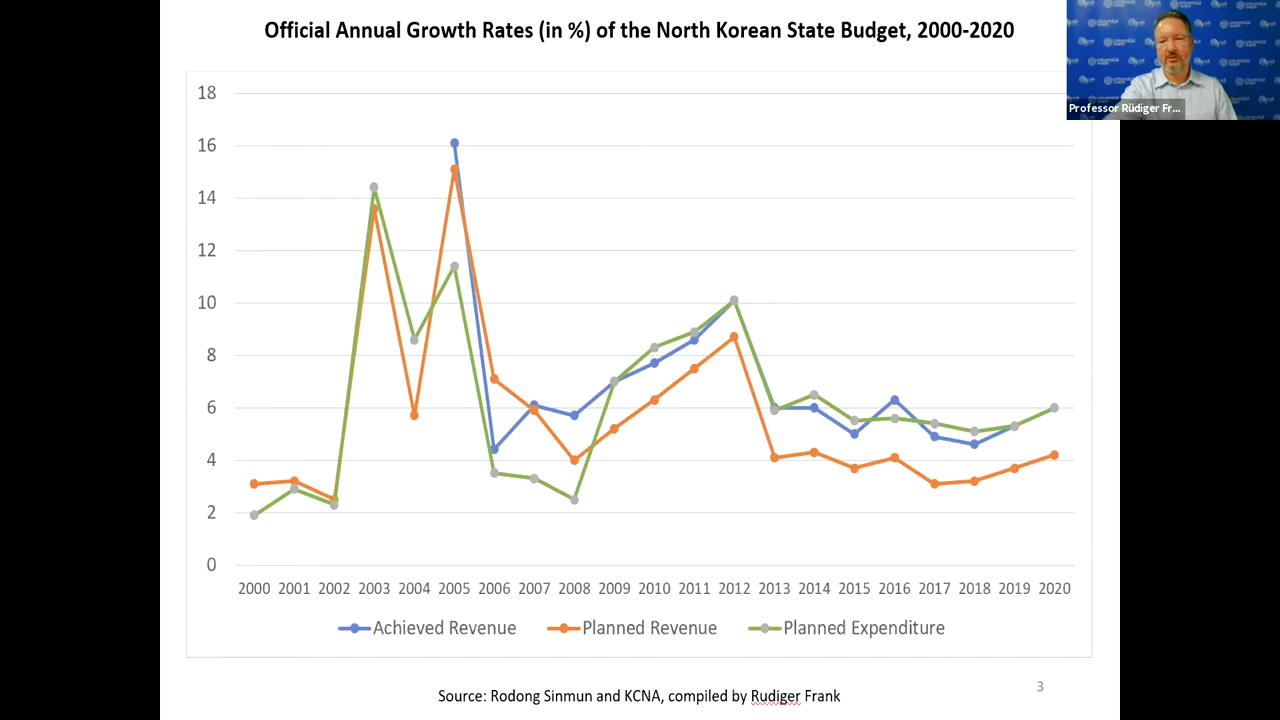 Official Annual Growth Rates (in %) of the North Korean State Budget, 2000-2020
Professor Rüdiger Fr...
18
16
14
12
10
8
6
4
2
0
2000 2001 2002 2003 2004 2005 2006 2007 2008 2009 2010 2011 2012 2013 2014 2015 2016 2017 2018 2019 2020
Achieved Revenue Planned Revenue Planned Expenditure
3
Source: Rodong Sinmun and KCNA, compiled by Rudiger Frank